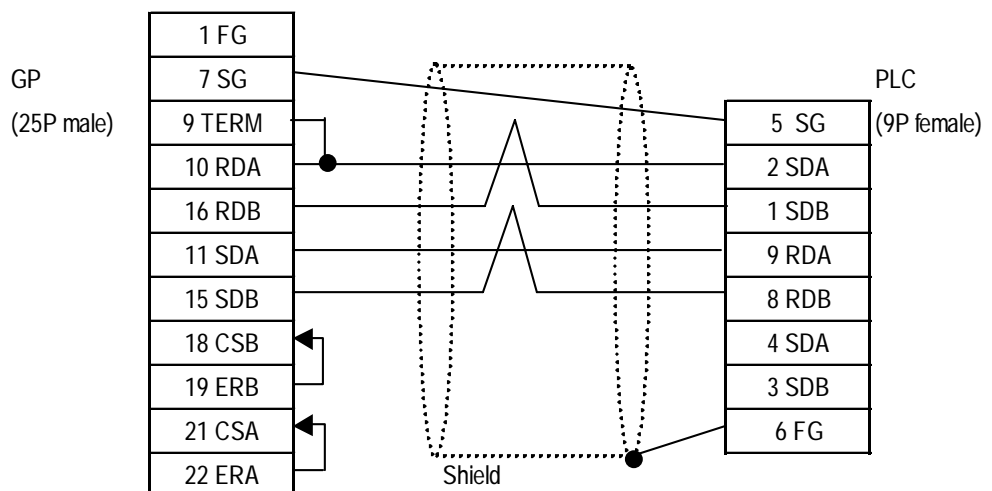 GP
(25P male)
1 FG
7 SG
9 TERM
10 RDA
16 RDB
11 SDA
15 SDB
18 CSB
19 ERB
21 CSA
22 ERA
Shield
PLC
(9P female)
5 SG
2 SDA
1 SDB
9 RDA
8 RDB
4 SDA
3 SDB
6 FG